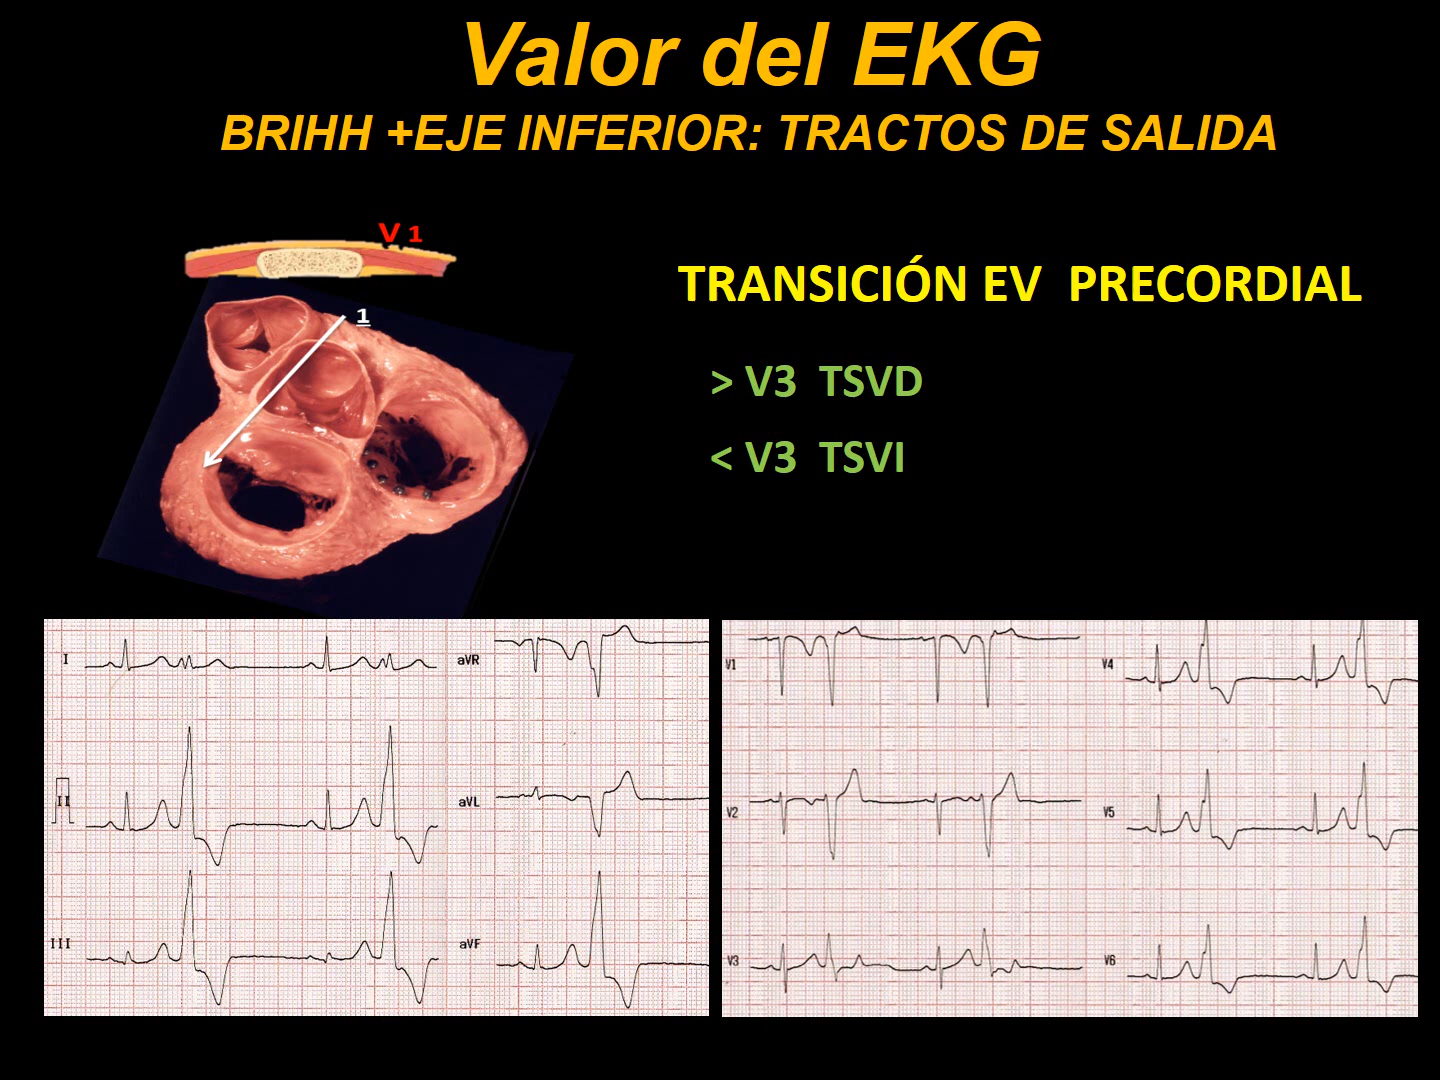 Valor del EKG
BRIHH +EJE INFERIOR: TRACTOS DE SALIDA
V 1
1
TRANSICIÓN EV PRECORDIAL
> V3 TSVD
< V3 TSVI
I
aVR
II
aVL
III
aVF
V1
V4
V2
V5
V3
V6